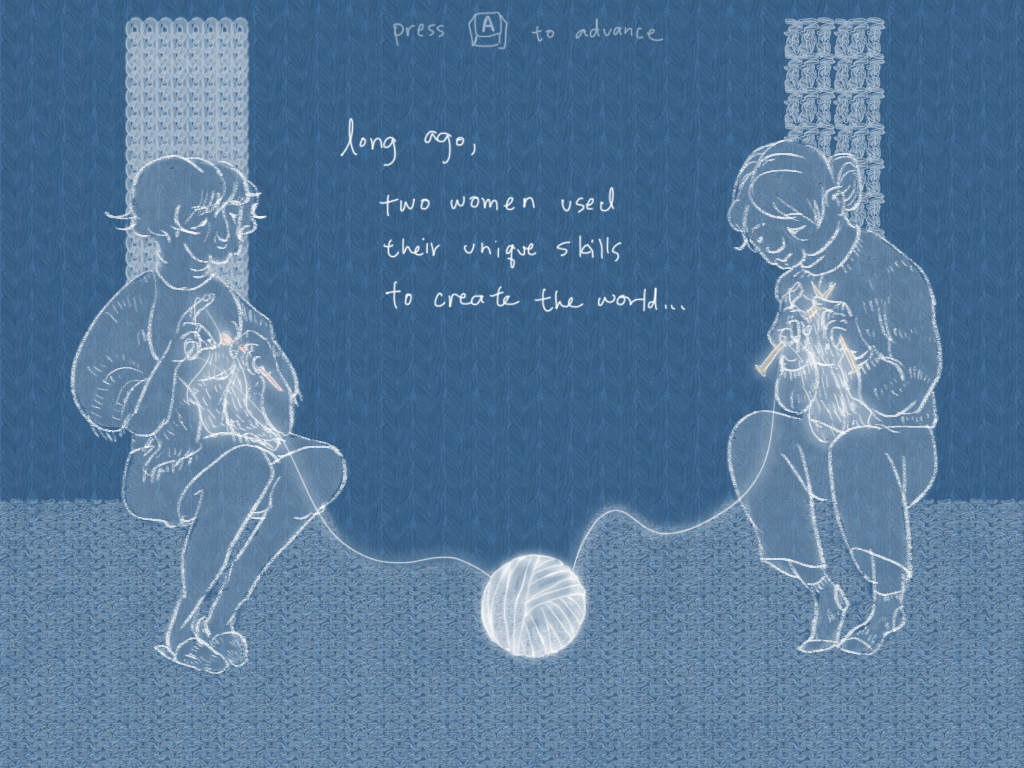 press A to advance
long ago,
two women used
their unique skills
to create the world...